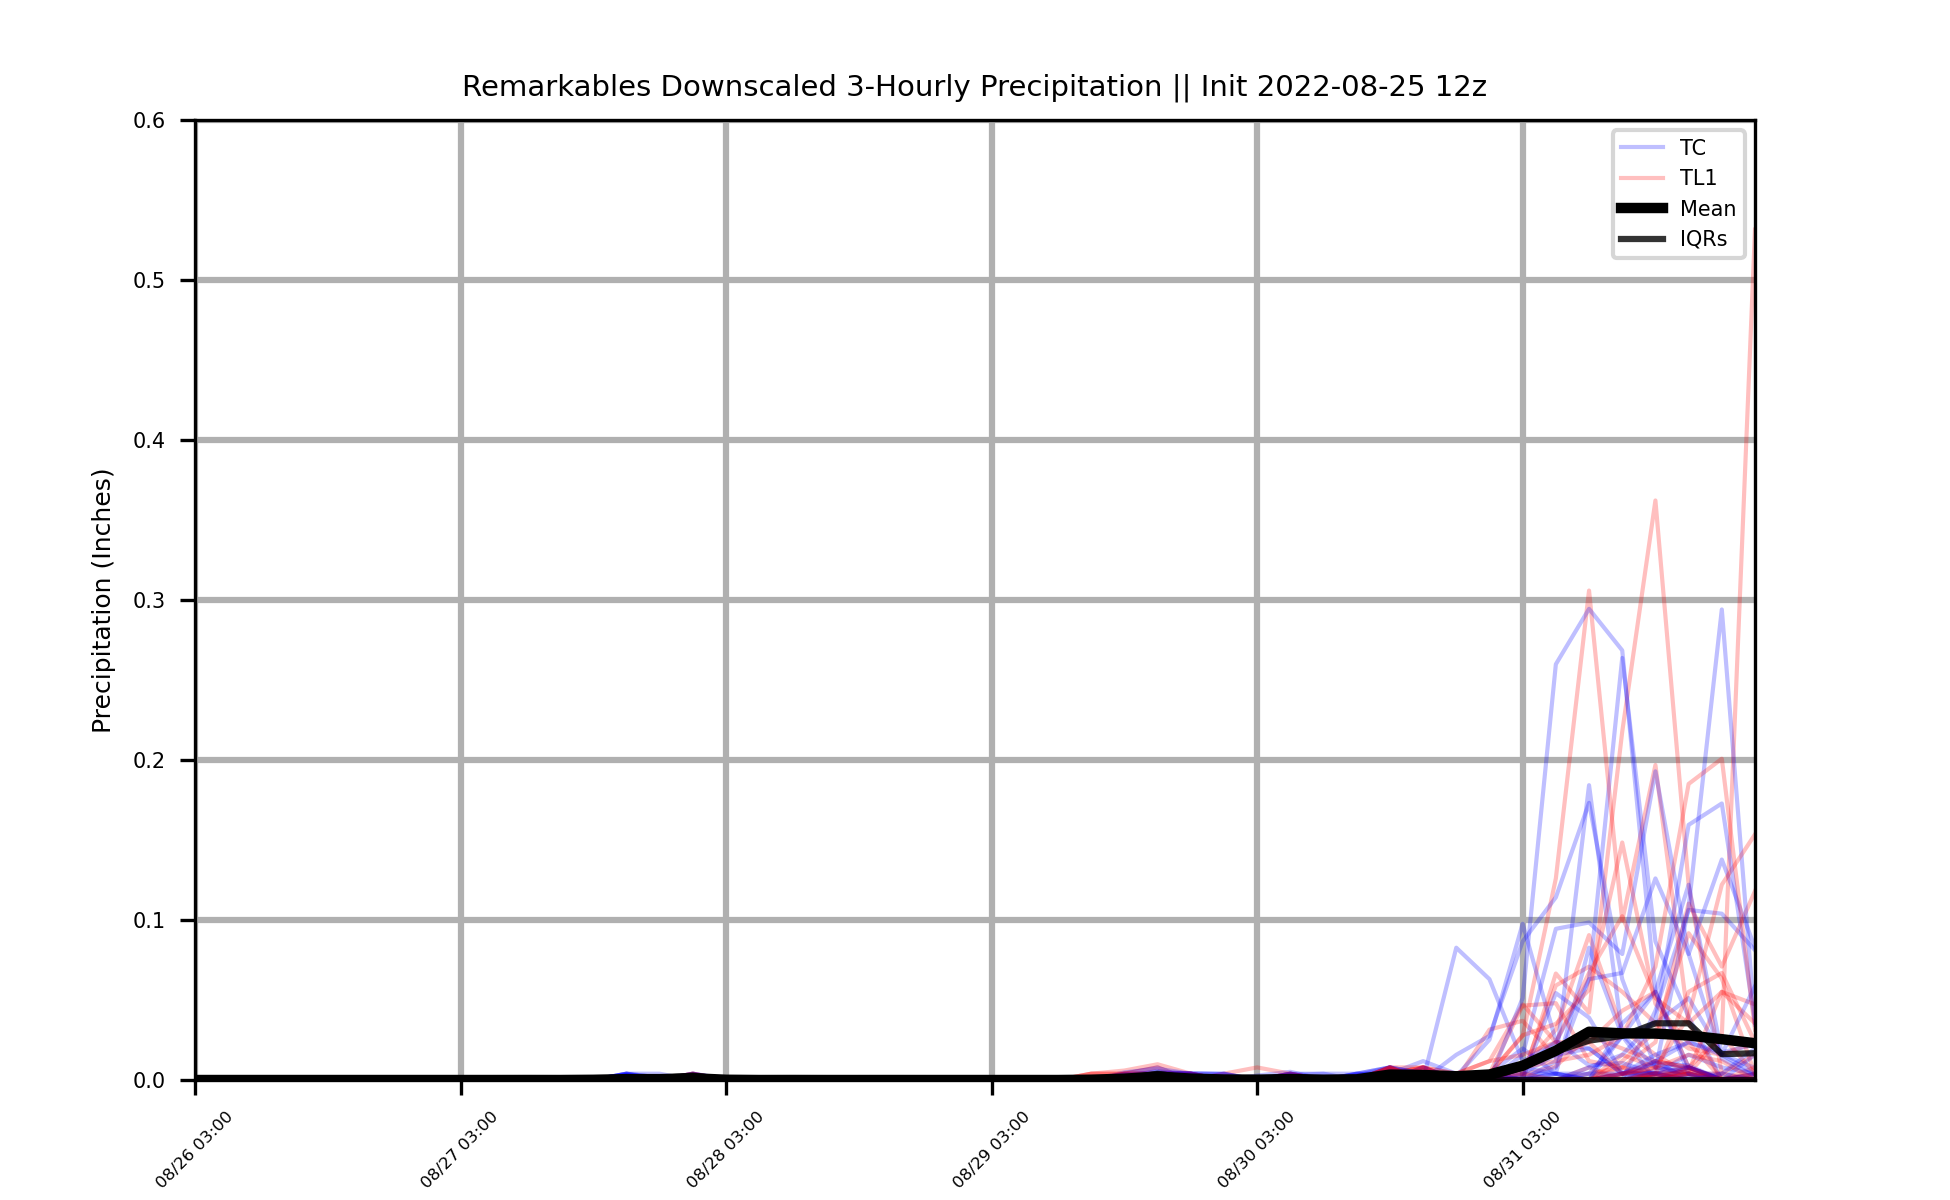 Remarkables Downscaled 3-Hourly Precipitation || Init 2022-08-25 12z
Precipitation (Inches)
0.6
0.5
0.4
0.3
0.2
0.1
0.0
TC
TL1
Mean
IQRs
08/26 03:00
08/27 03:00
08/28 03:00
08/29 03:00
08/30 03:00
08/31 03:00